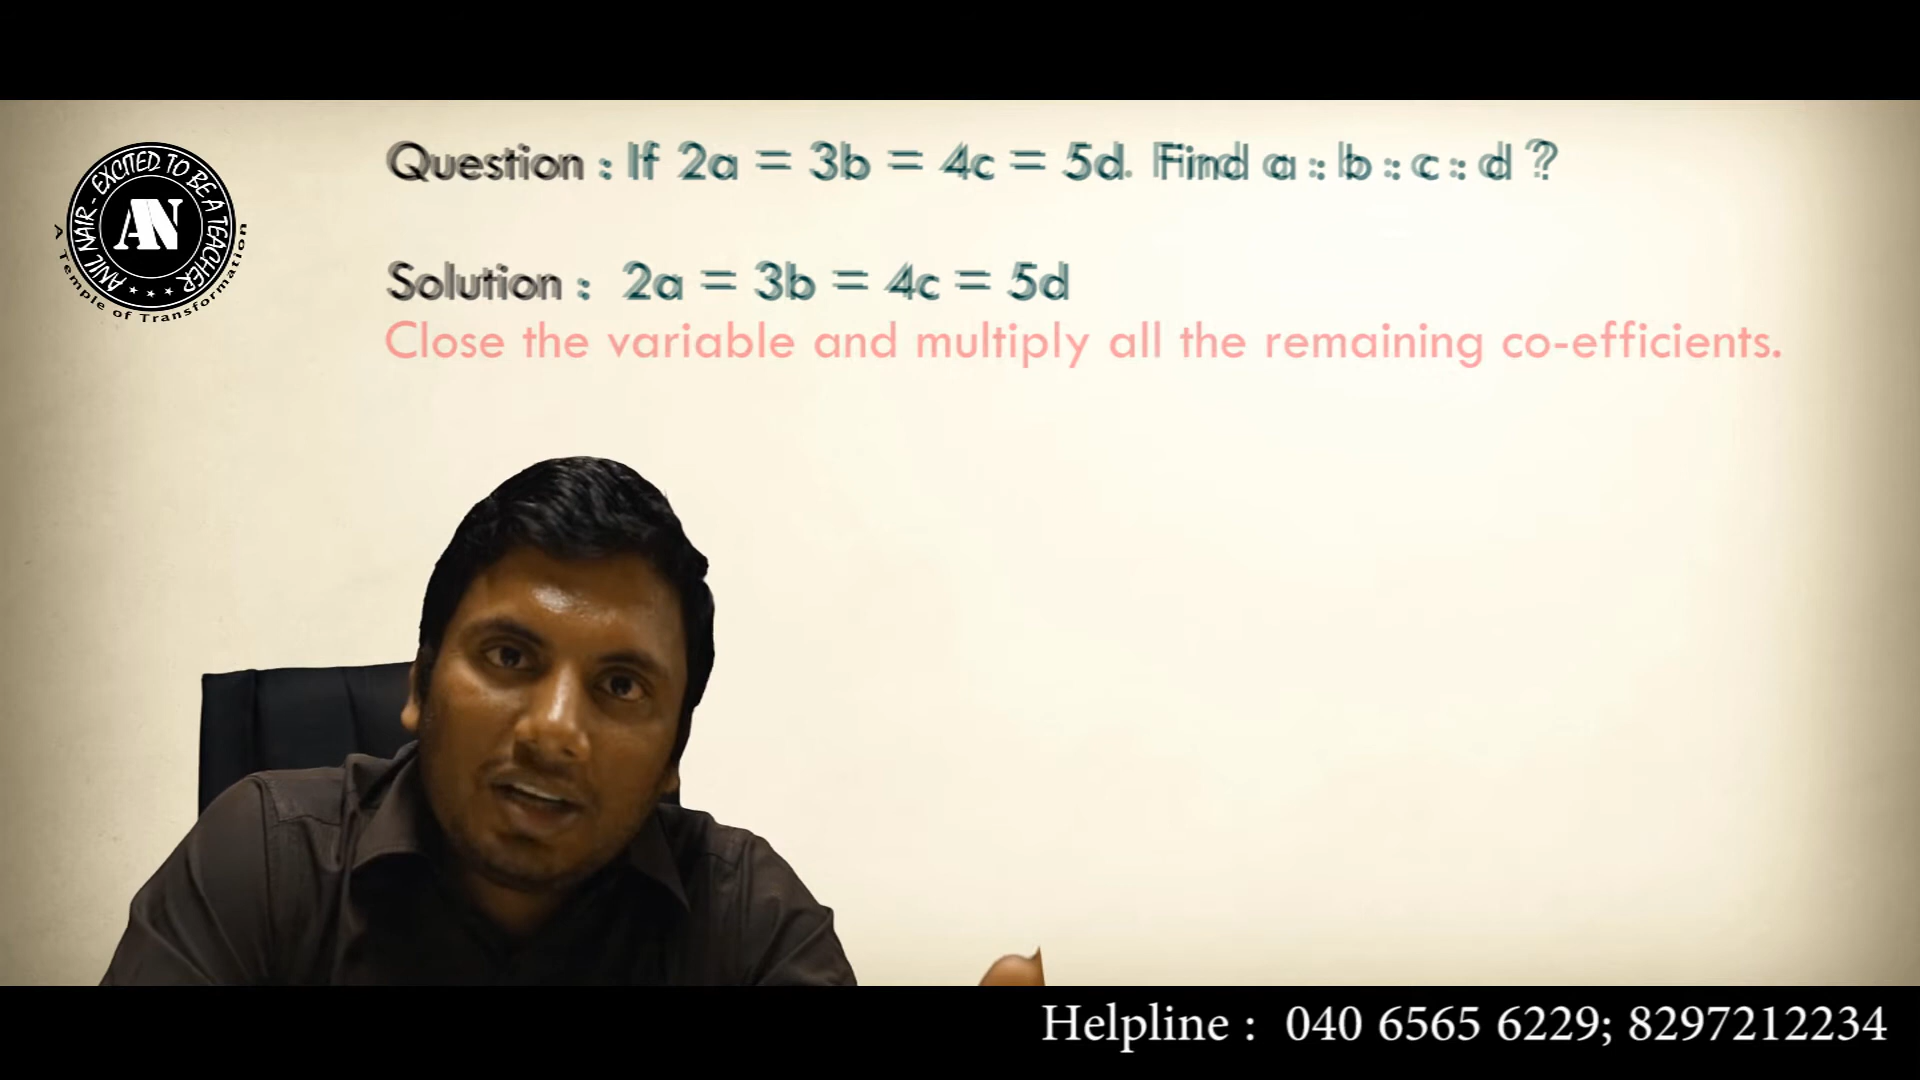 ANIL NAIR - EXCITED TO BE A TEACHER
AN
A Temple of Transformation
Question : If 2a = 3b = 4c = 5d. Find a : b : c : d ?
Solution : 2a = 3b = 4c = 5d
Close the variable and multiply all the remaining co-efficients.
Helpline : 040 6565 6229; 8297212234